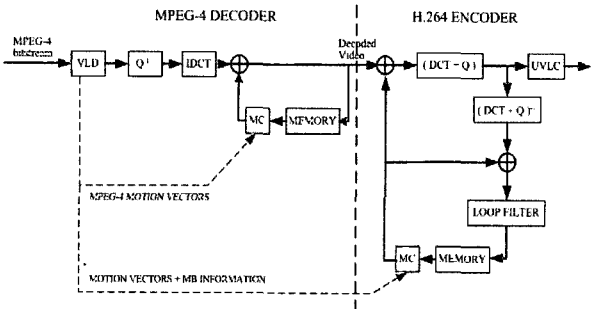 MPEG-4 DECODER
H.264 ENCODER
MPEG-4
bitstream
VLD
Q⁻¹
IDCT
Decoded
Video
( DCT + Q )
UVLC
MC
MEMORY
( DCT + Q )⁻¹
MPEG-4 MOTION VECTORS
LOOP FILTER
MC
MEMORY
MOTION VECTORS + MB INFORMATION